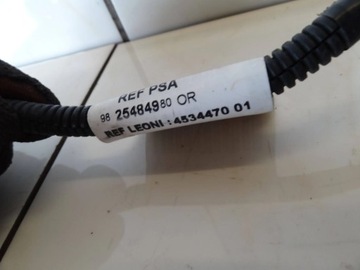 REF PSA
98 25484980 OR
REF LEONI : 4534470 01